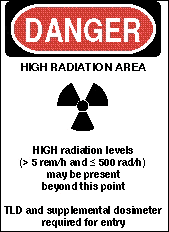 DANGER
HIGH RADIATION AREA
HIGH radiation levels
(> 5 rem/h and ≤ 500 rad/h)
may be present
beyond this point
TLD and supplemental dosimeter
required for entry